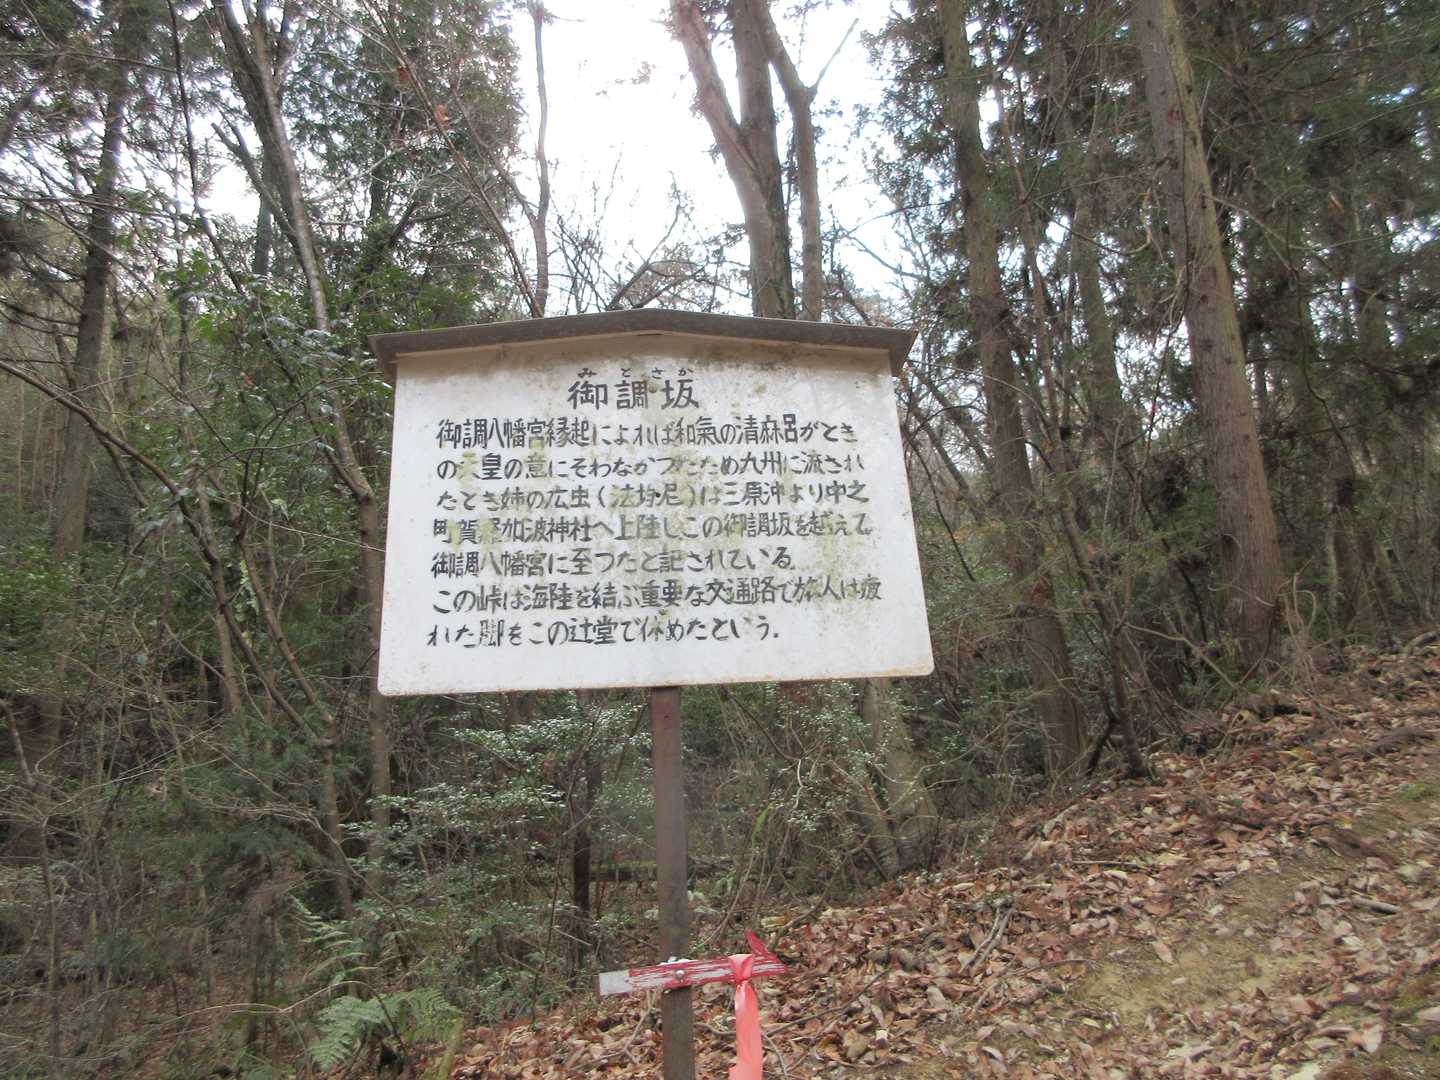 みとさか
御調坂
御調八幡宮縁起によれば和氣の清麻呂がとき
の天皇の意にそわなかつたため九州に流され
たとき姉の広虫(法均尼)は三原沖より中之
町賀羅加波神社へ上陸しこの御調坂を越えて
御調八幡宮に至つたと記されている。
この峠は海陸を結ぶ重要な交通路で旅人は疲
れた脚をこの辻堂で休めたという.